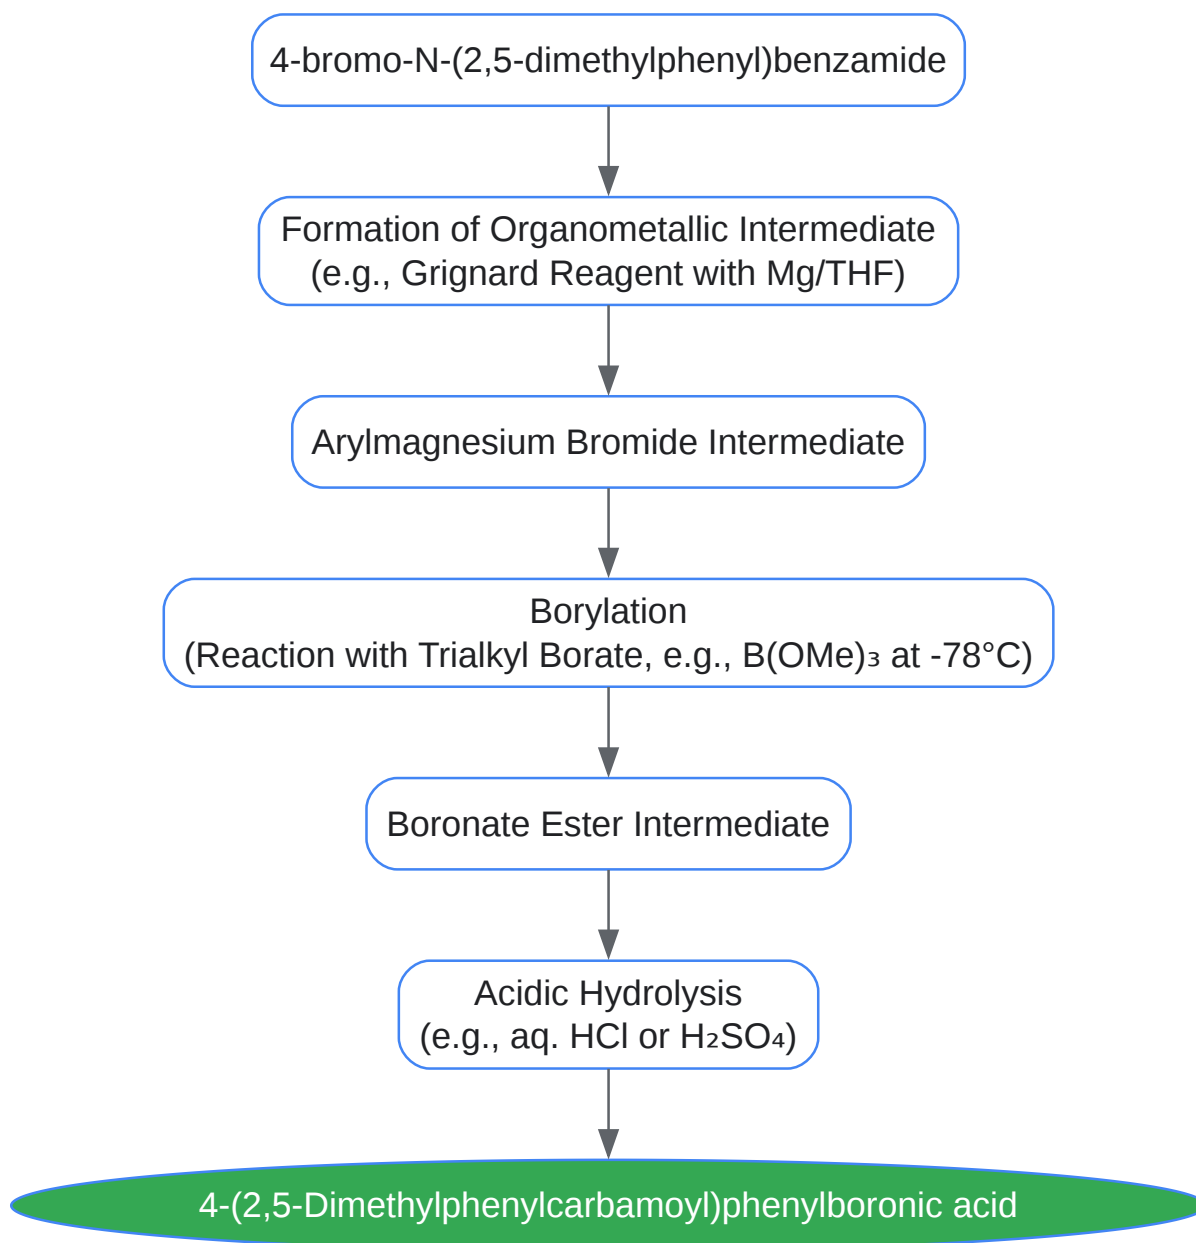 4-bromo-N-(2,5-dimethylphenyl)benzamide
Formation of Organometallic Intermediate
(e.g., Grignard Reagent with Mg/THF)
Arylmagnesium Bromide Intermediate
Borylation
(Reaction with Trialkyl Borate, e.g., B(OMe)₃ at -78°C)
Boronate Ester Intermediate
Acidic Hydrolysis
(e.g., aq. HCl or H₂SO₄)
4-(2,5-Dimethylphenylcarbamoyl)phenylboronic acid